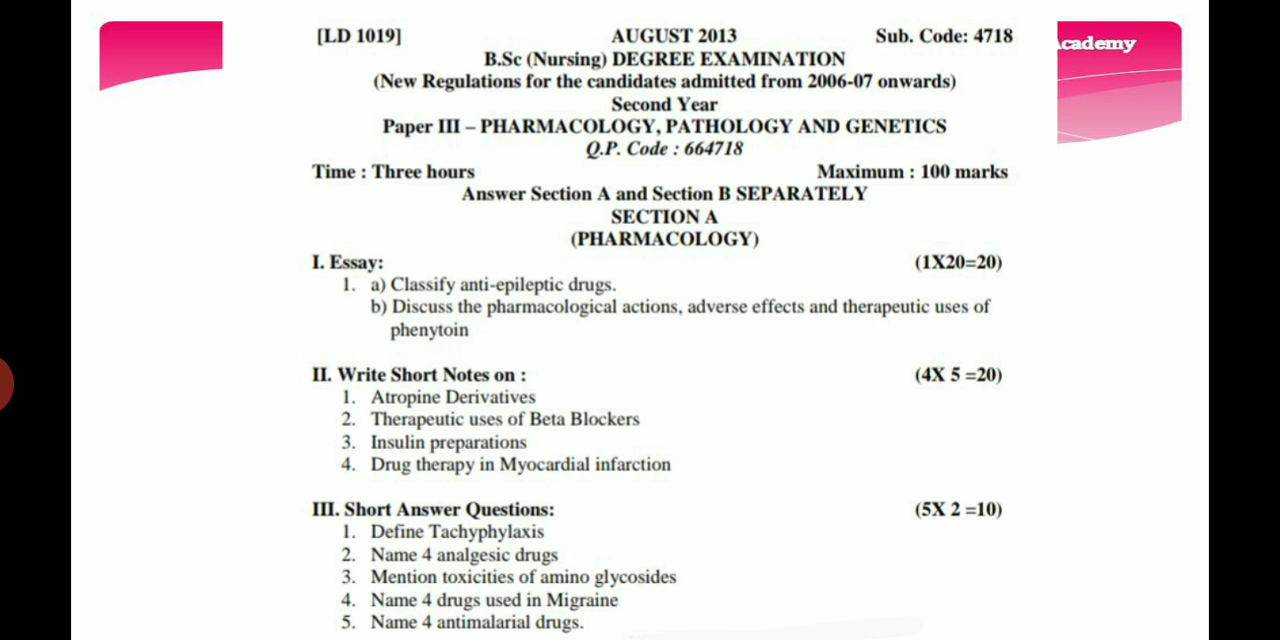 [LD 1019] AUGUST 2013 Sub. Code: 4718
cademy
B.Sc (Nursing) DEGREE EXAMINATION
(New Regulations for the candidates admitted from 2006-07 onwards)
Second Year
Paper III – PHARMACOLOGY, PATHOLOGY AND GENETICS
Q.P. Code : 664718
Time : Three hours Maximum : 100 marks
Answer Section A and Section B SEPARATELY
SECTION A
(PHARMACOLOGY)
I. Essay: (1X20=20)
1. a) Classify anti-epileptic drugs.
b) Discuss the pharmacological actions, adverse effects and therapeutic uses of
phenytoin
II. Write Short Notes on : (4X 5 =20)
1. Atropine Derivatives
2. Therapeutic uses of Beta Blockers
3. Insulin preparations
4. Drug therapy in Myocardial infarction
III. Short Answer Questions: (5X 2 =10)
1. Define Tachyphylaxis
2. Name 4 analgesic drugs
3. Mention toxicities of amino glycosides
4. Name 4 drugs used in Migraine
5. Name 4 antimalarial drugs.